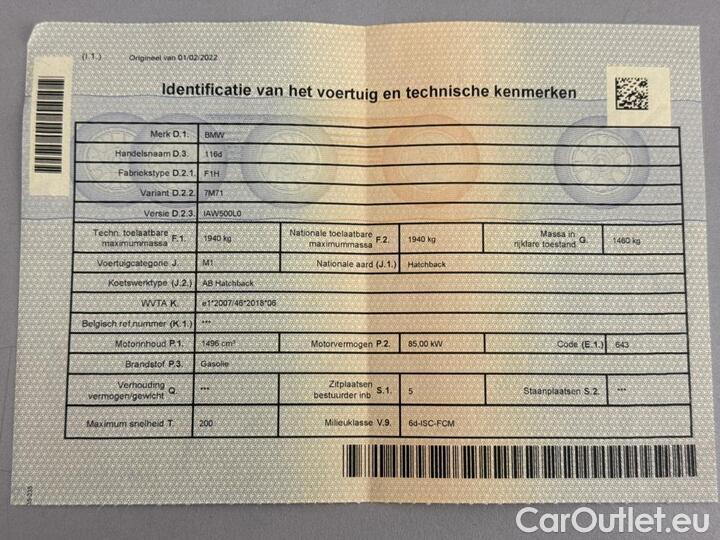 (I.1.) Origineel van 01/02/2022
Identificatie van het voertuig en technische kenmerken
Merk D.1. BMW
Handelsnaam D.3. 116d
Fabriekstype D.2.1. F1H
Variant D.2.2. 7M71
Versie D.2.3. IAW500L0
Techn. toelaatbare maximummassa F.1. 1940 kg Nationale toelaatbare maximummassa F.2. 1940 kg Massa in rijklare toestand G. 1460 kg
Voertuigcategorie J. M1 Nationale aard (J.1.) Hatchback
Koetswerktype (J.2.) AB Hatchback
WVTA K. e1*2007/46*2018*06
Belgisch ref.nummer (K.1.) ***
Motorinhoud P.1. 1496 cm³ Motorvermogen P.2. 85,00 kW Code (E.1.) 643
Brandstof P.3. Gasolie
Verhouding vermogen/gewicht Q. *** Zitplaatsen bestuurder inb. S.1. 5 Staanplaatsen S.2. ***
Maximum snelheid T. 200 Milieuklasse V.9. 6d-ISC-FCM
CarOutlet.eu